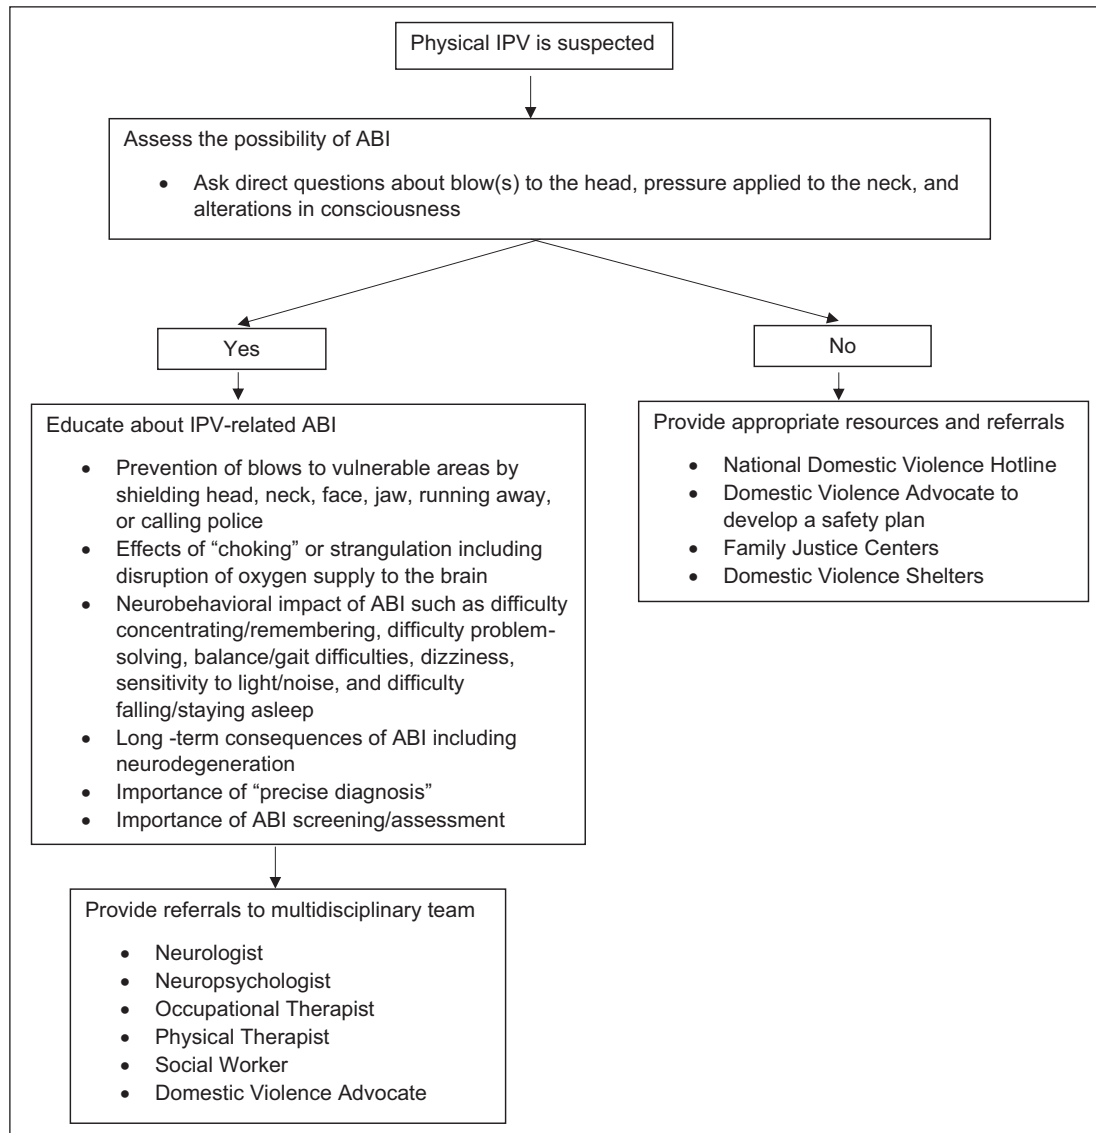 Physical IPV is suspected
Assess the possibility of ABI
• Ask direct questions about blow(s) to the head, pressure applied to the neck, and
alterations in consciousness
Yes
No
Educate about IPV-related ABI
• Prevention of blows to vulnerable areas by
shielding head, neck, face, jaw, running away,
or calling police
• Effects of “choking” or strangulation including
disruption of oxygen supply to the brain
• Neurobehavioral impact of ABI such as difficulty
concentrating/remembering, difficulty problem-
solving, balance/gait difficulties, dizziness,
sensitivity to light/noise, and difficulty
falling/staying asleep
• Long -term consequences of ABI including
neurodegeneration
• Importance of “precise diagnosis”
• Importance of ABI screening/assessment
Provide appropriate resources and referrals
• National Domestic Violence Hotline
• Domestic Violence Advocate to
develop a safety plan
• Family Justice Centers
• Domestic Violence Shelters
Provide referrals to multidisciplinary team
• Neurologist
• Neuropsychologist
• Occupational Therapist
• Physical Therapist
• Social Worker
• Domestic Violence Advocate